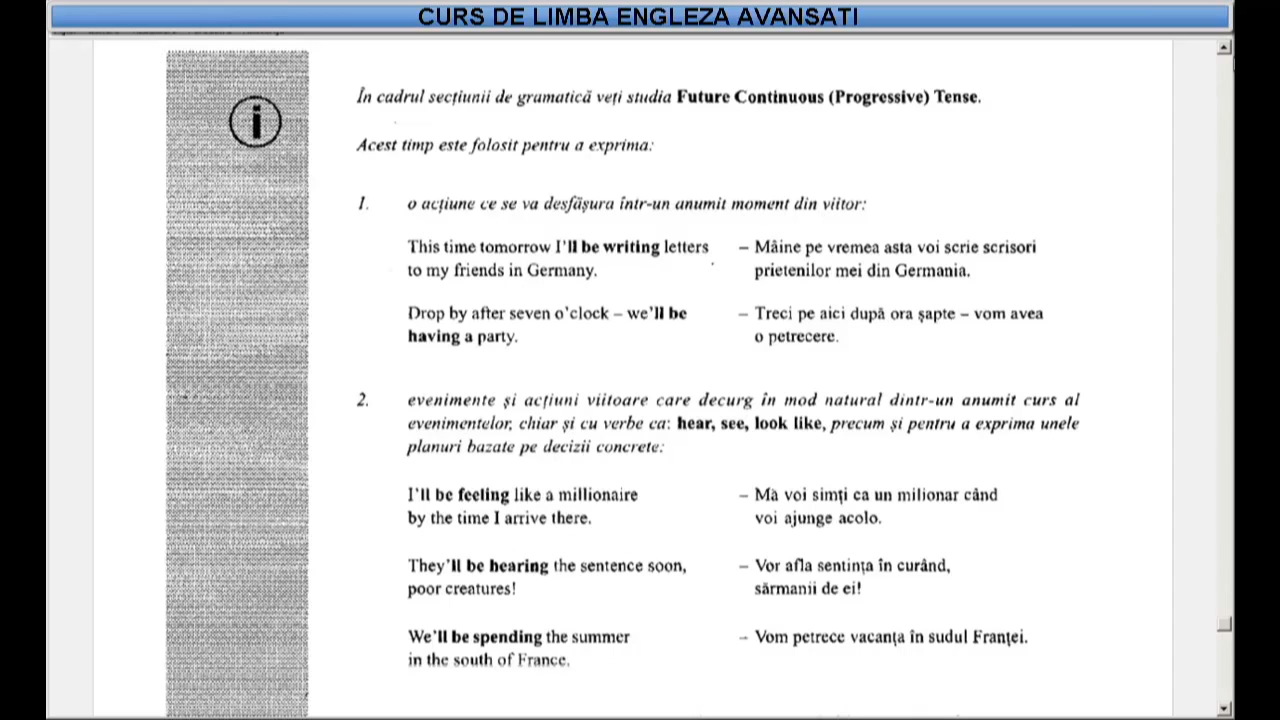 CURS DE LIMBA ENGLEZA AVANSATI
i
În cadrul secțiunii de gramatică veți studia Future Continuous (Progressive) Tense.
Acest timp este folosit pentru a exprima:
1. o acțiune ce se va desfășura într-un anumit moment din viitor:
This time tomorrow I'll be writing letters – Mâine pe vremea asta voi scrie scrisori
to my friends in Germany. prietenilor mei din Germania.
Drop by after seven o'clock – we'll be – Treci pe aici după ora șapte – vom avea
having a party. o petrecere.
2. evenimente și acțiuni viitoare care decurg în mod natural dintr-un anumit curs al
evenimentelor, chiar și cu verbe ca: hear, see, look like, precum și pentru a exprima unele
planuri bazate pe decizii concrete:
I'll be feeling like a millionaire – Mă voi simți ca un milionar când
by the time I arrive there. voi ajunge acolo.
They'll be hearing the sentence soon, – Vor afla sentința în curând,
poor creatures! sărmanii de ei!
We'll be spending the summer – Vom petrece vacanța în sudul Franței.
in the south of France.